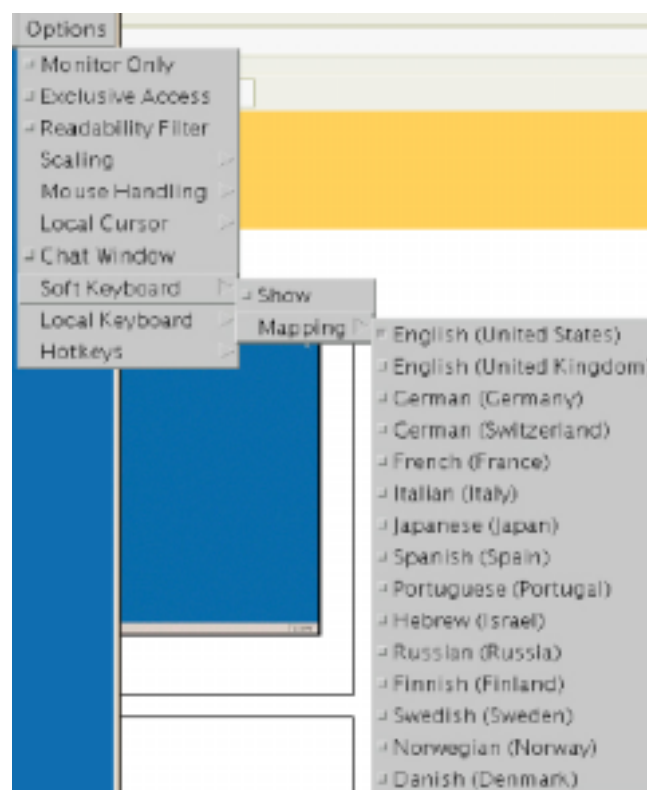 Options
Monitor Only
Exclusive Access
Readability Filter
Scaling
Mouse Handling
Local Cursor
Chat Window
Soft Keyboard
Local Keyboard
Hotkeys
Show
Mapping
English (United States)
English (United Kingdom)
German (Germany)
German (Switzerland)
French (France)
Italian (Italy)
Japanese (Japan)
Spanish (Spain)
Portuguese (Portugal)
Hebrew (Israel)
Russian (Russia)
Finnish (Finland)
Swedish (Sweden)
Norwegian (Norway)
Danish (Denmark)